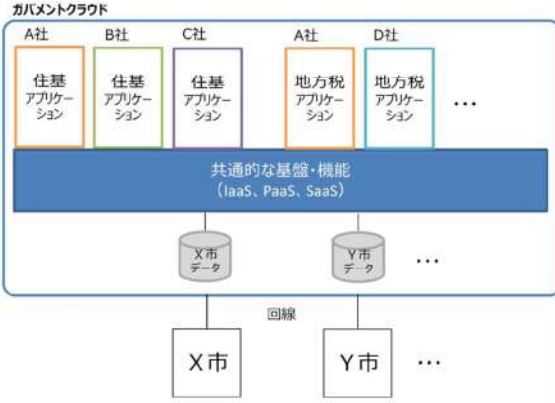 ガバメントクラウド
A社
B社
C社
A社
D社
住基
アプリケー
ション
住基
アプリケー
ション
住基
アプリケー
ション
地方税
アプリケー
ション
地方税
アプリケー
ション
…
共通的な基盤・機能
（IaaS、PaaS、SaaS）
X市
データ
Y市
データ
…
回線
X市
Y市
…